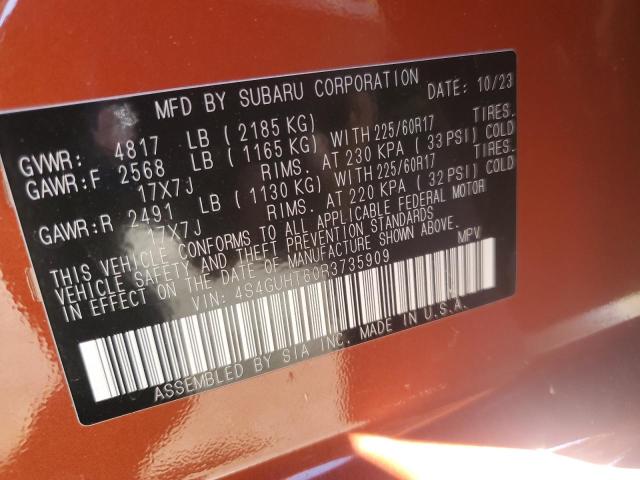 MFD BY SUBARU CORPORATION DATE: 10/23
GVWR: 4817 LB (2185 KG)
GAWR:F 2568 LB (1165 KG) WITH 225/60R17 TIRES.
17X7J RIMS. AT 230 KPA (33 PSI) COLD
GAWR:R 2491 LB (1130 KG) WITH 225/60R17 TIRES.
17X7J RIMS. AT 220 KPA (32 PSI) COLD
THIS VEHICLE CONFORMS TO ALL APPLICABLE FEDERAL MOTOR
VEHICLE SAFETY AND THEFT PREVENTION STANDARDS
IN EFFECT ON THE DATE OF MANUFACTURE SHOWN ABOVE.
VIN: 4S4GUHT60R3735909 MPV
ASSEMBLED BY SIA INC. MADE IN U.S.A.